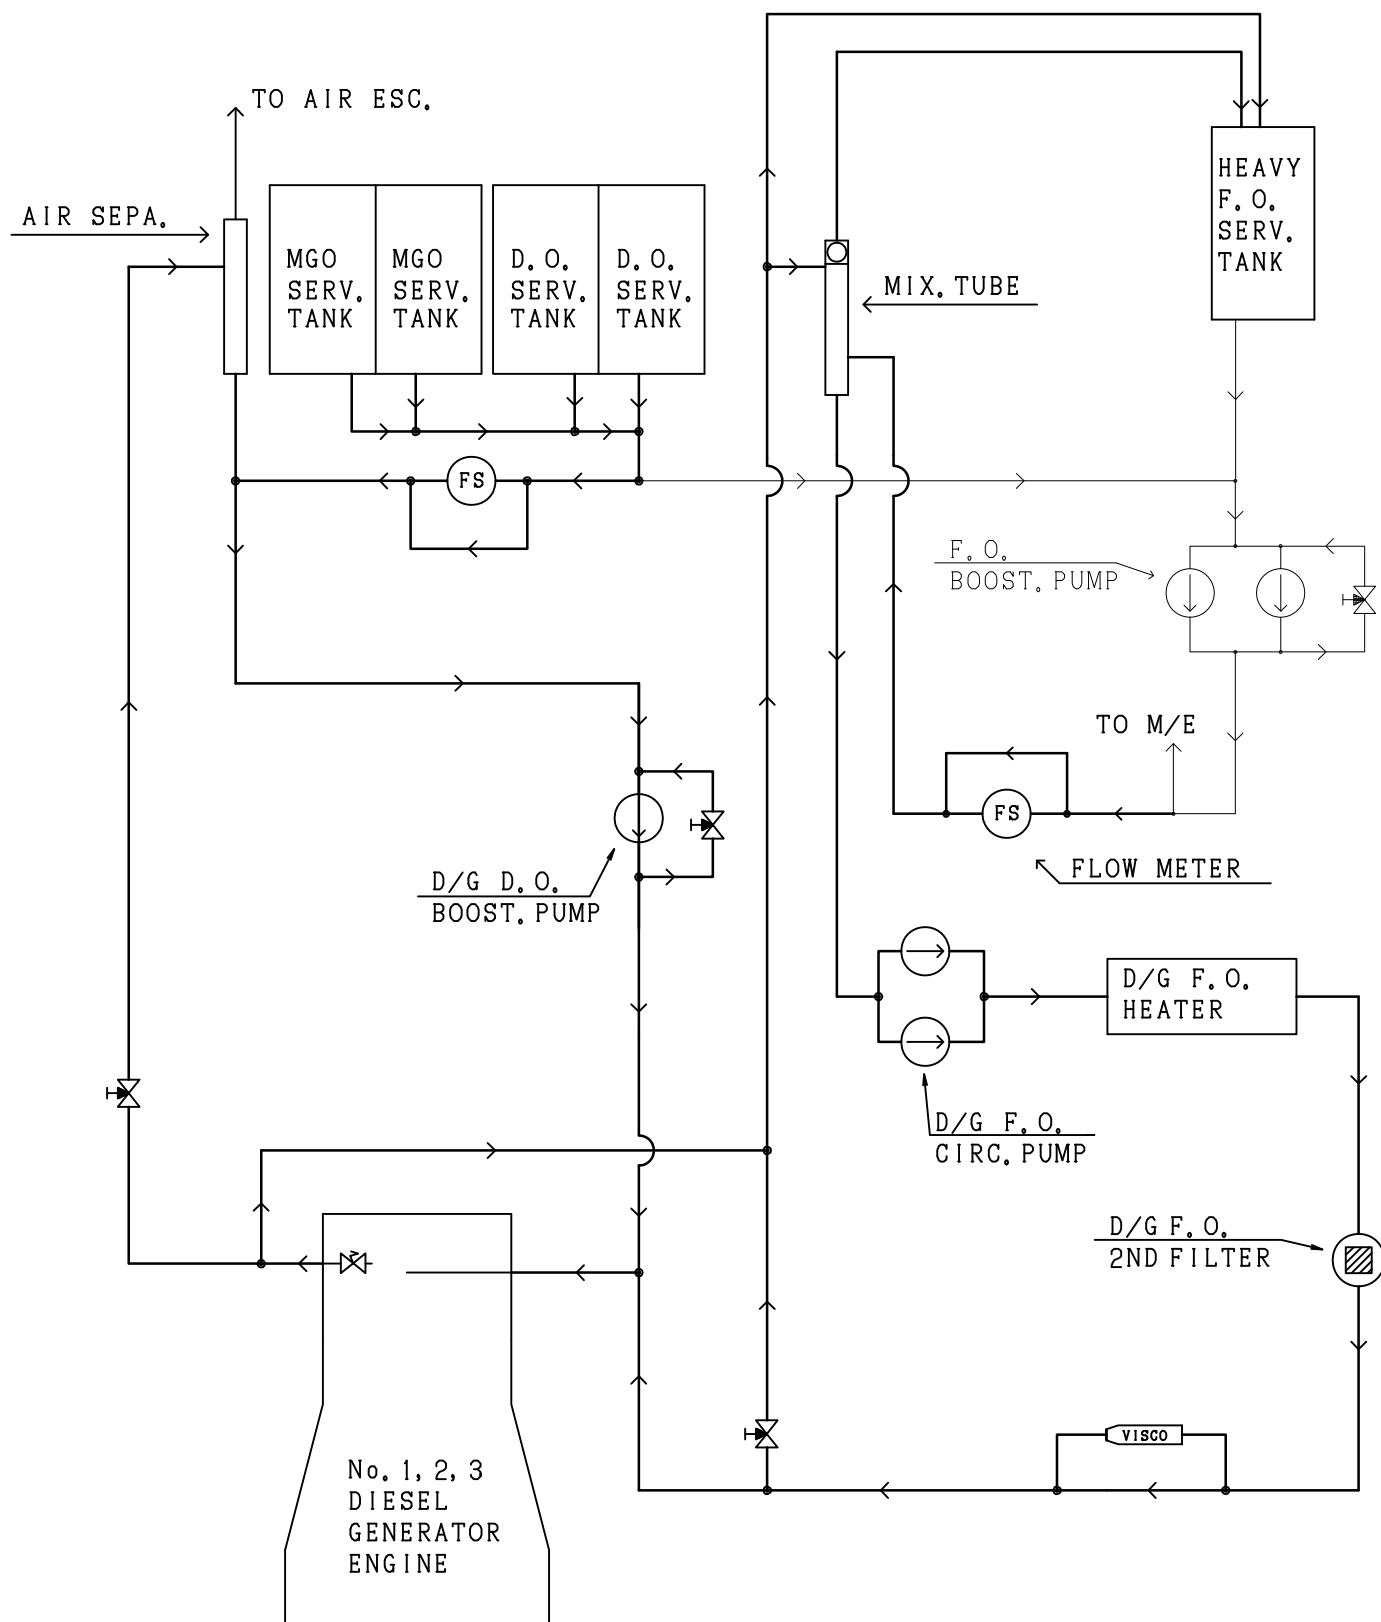 TO AIR ESC.
AIR SEPA.
MGO
SERV.
TANK
MGO
SERV.
TANK
D.O.
SERV.
TANK
D.O.
SERV.
TANK
HEAVY
F.O.
SERV.
TANK
MIX. TUBE
FS
F.O.
BOOST. PUMP
TO M/E
FS
FLOW METER
D/G D.O.
BOOST. PUMP
D/G F.O.
HEATER
D/G F.O.
CIRC. PUMP
D/G F.O.
2ND FILTER
VISCO
No. 1, 2, 3
DIESEL
GENERATOR
ENGINE